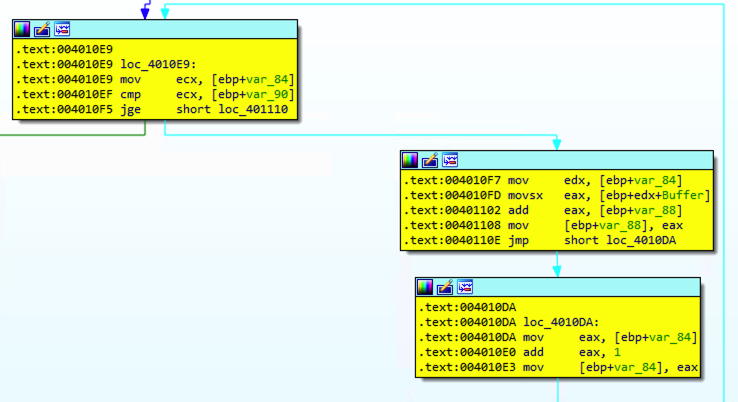 .text:004010E9
.text:004010E9 loc_4010E9:
.text:004010E9 mov ecx, [ebp+var_84]
.text:004010EF cmp ecx, [ebp+var_90]
.text:004010F5 jge short loc_401110
.text:004010F7 mov edx, [ebp+var_84]
.text:004010FD movsx eax, [ebp+edx+Buffer]
.text:00401102 add eax, [ebp+var_88]
.text:00401108 mov [ebp+var_88], eax
.text:0040110E jmp short loc_4010DA
.text:004010DA
.text:004010DA loc_4010DA:
.text:004010DA mov eax, [ebp+var_84]
.text:004010E0 add eax, 1
.text:004010E3 mov [ebp+var_84], eax